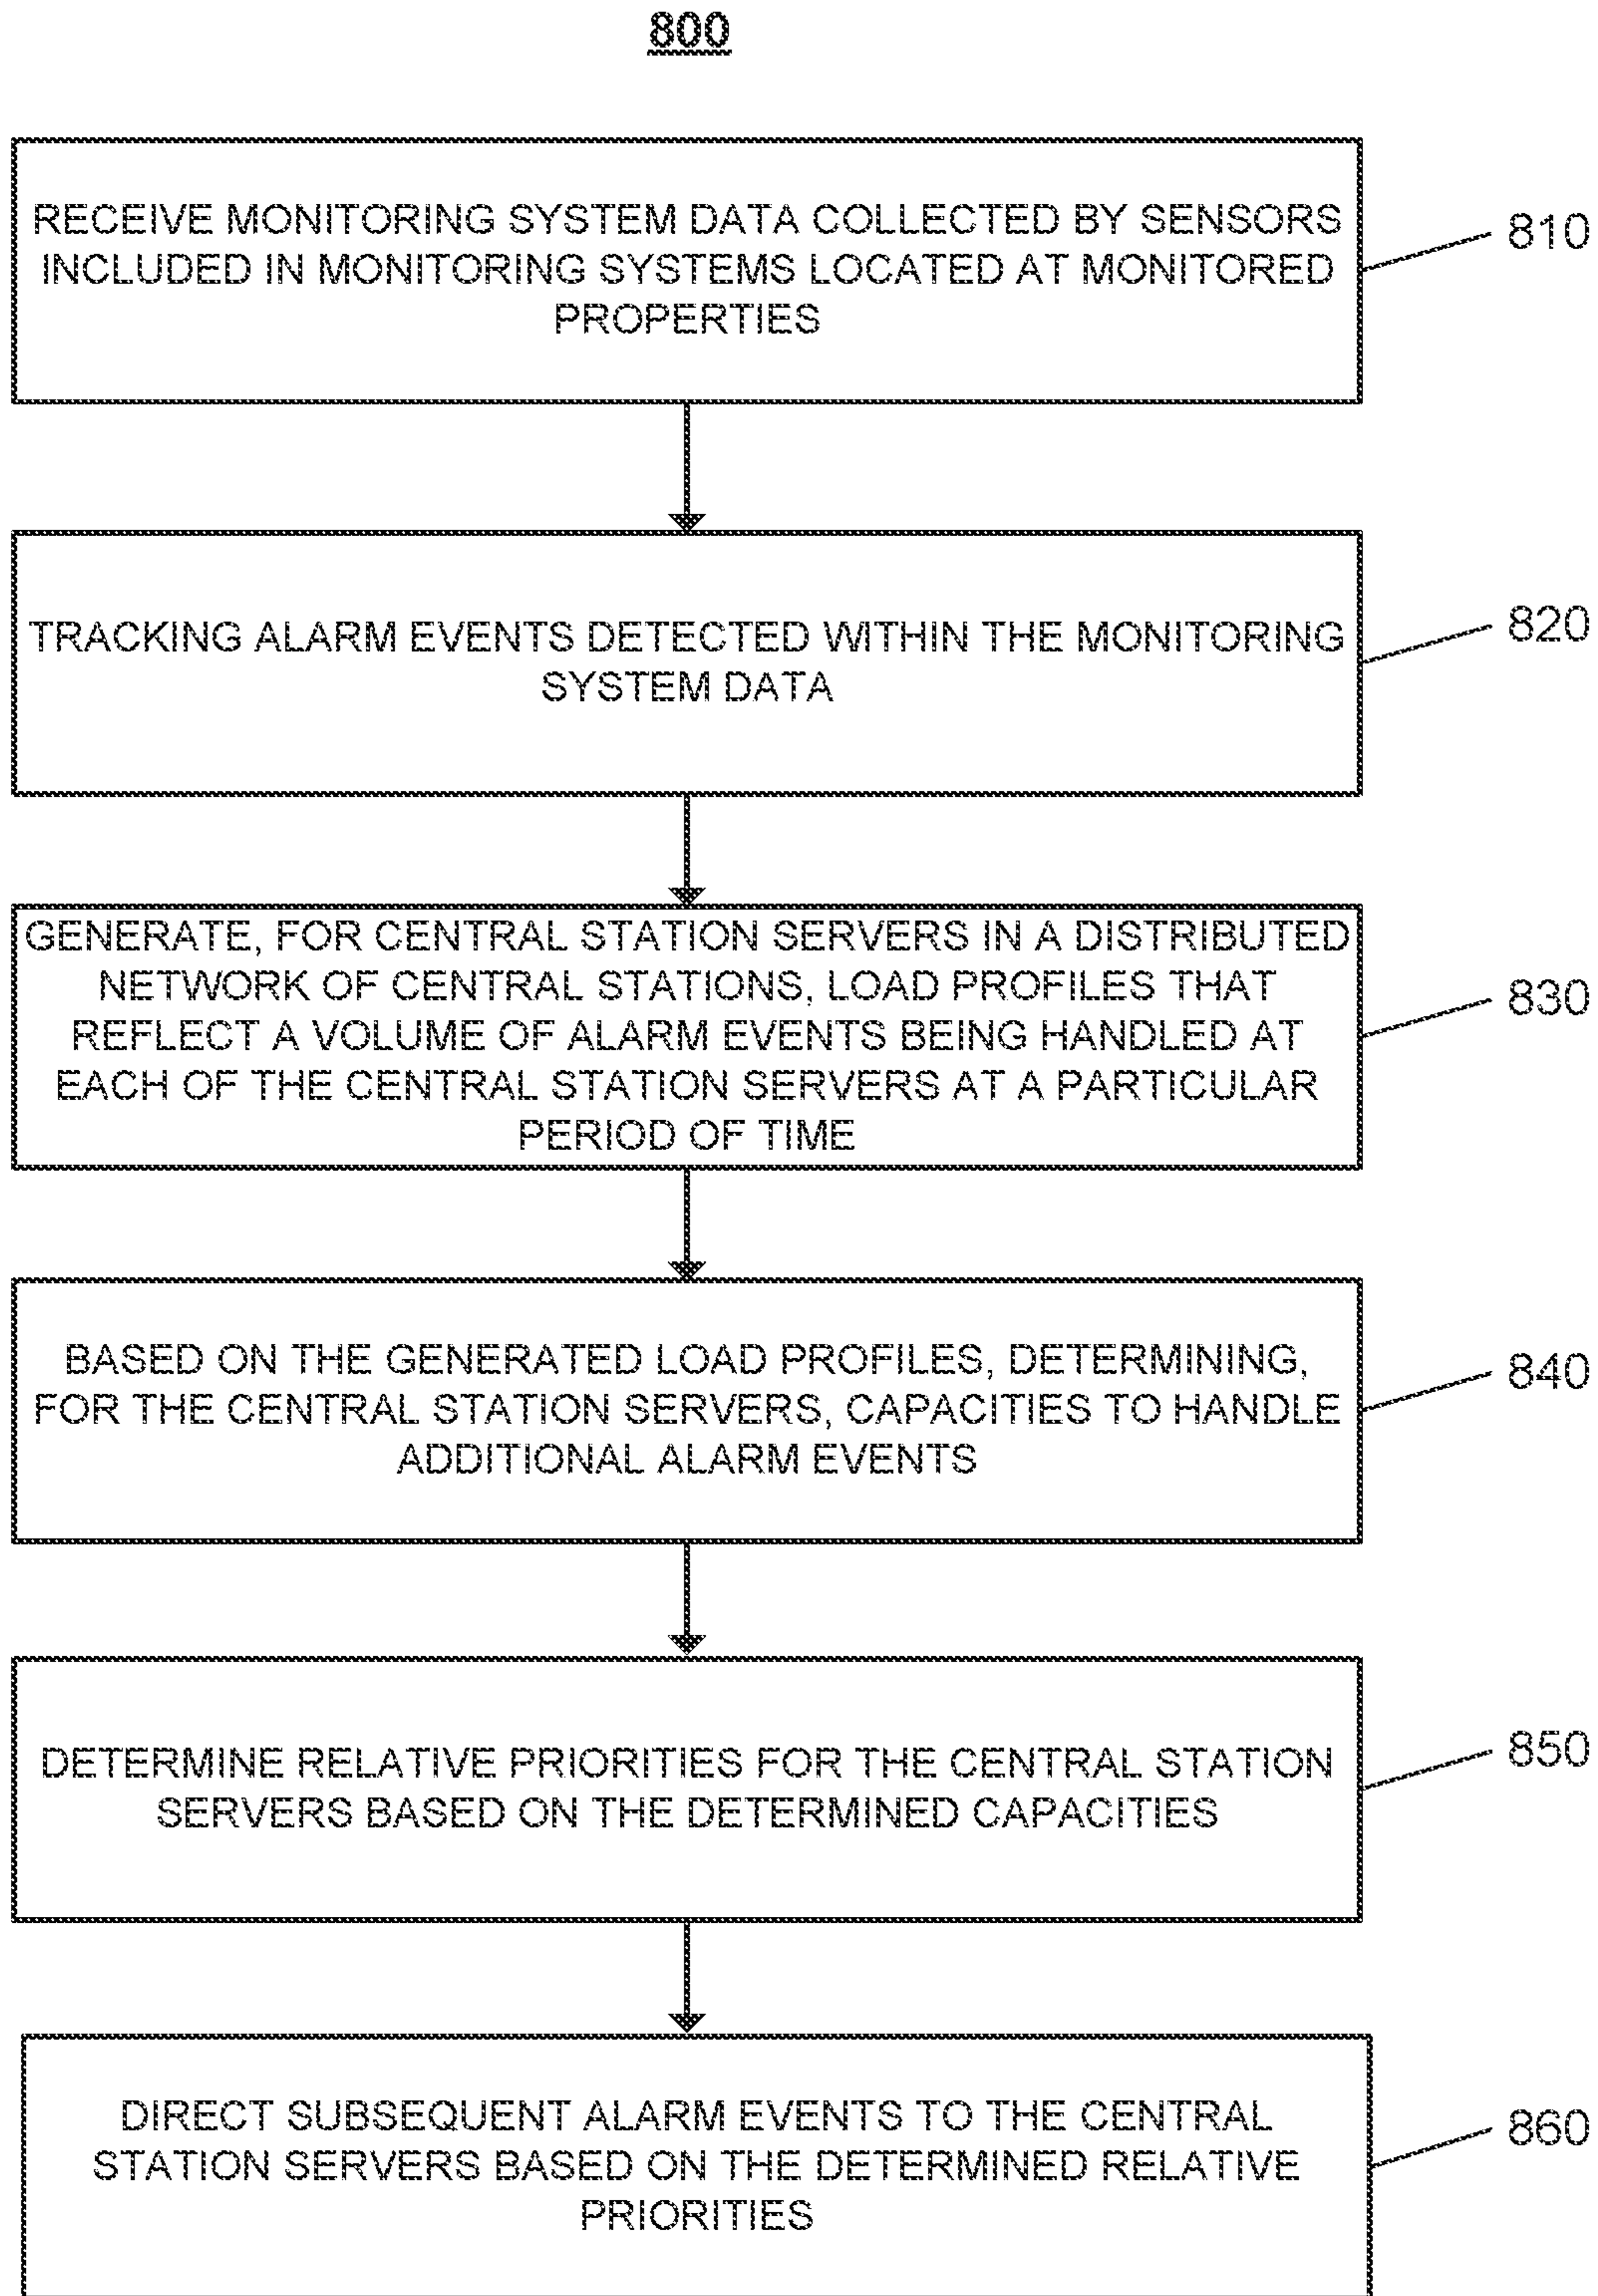 800
RECEIVE MONITORING SYSTEM DATA COLLECTED BY SENSORS
INCLUDED IN MONITORING SYSTEMS LOCATED AT MONITORED
PROPERTIES
810
TRACKING ALARM EVENTS DETECTED WITHIN THE MONITORING
SYSTEM DATA
820
GENERATE, FOR CENTRAL STATION SERVERS IN A DISTRIBUTED
NETWORK OF CENTRAL STATIONS, LOAD PROFILES THAT
REFLECT A VOLUME OF ALARM EVENTS BEING HANDLED AT
EACH OF THE CENTRAL STATION SERVERS AT A PARTICULAR
PERIOD OF TIME
830
BASED ON THE GENERATED LOAD PROFILES, DETERMINING,
FOR THE CENTRAL STATION SERVERS, CAPACITIES TO HANDLE
ADDITIONAL ALARM EVENTS
840
DETERMINE RELATIVE PRIORITIES FOR THE CENTRAL STATION
SERVERS BASED ON THE DETERMINED CAPACITIES
850
DIRECT SUBSEQUENT ALARM EVENTS TO THE CENTRAL
STATION SERVERS BASED ON THE DETERMINED RELATIVE
PRIORITIES
860